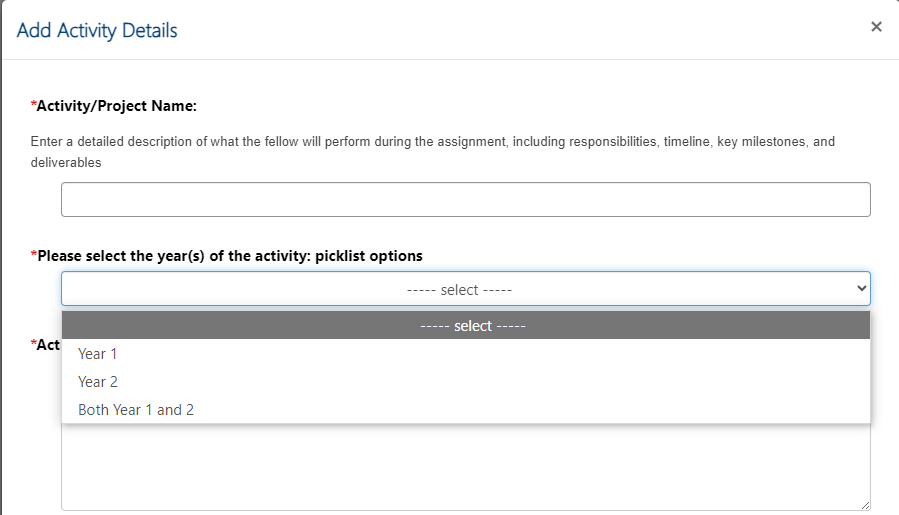 Add Activity Details ×
*Activity/Project Name:
Enter a detailed description of what the fellow will perform during the assignment, including responsibilities, timeline, key milestones, and
deliverables
*Please select the year(s) of the activity: picklist options
----- select -----
----- select -----
*Act
Year 1
Year 2
Both Year 1 and 2